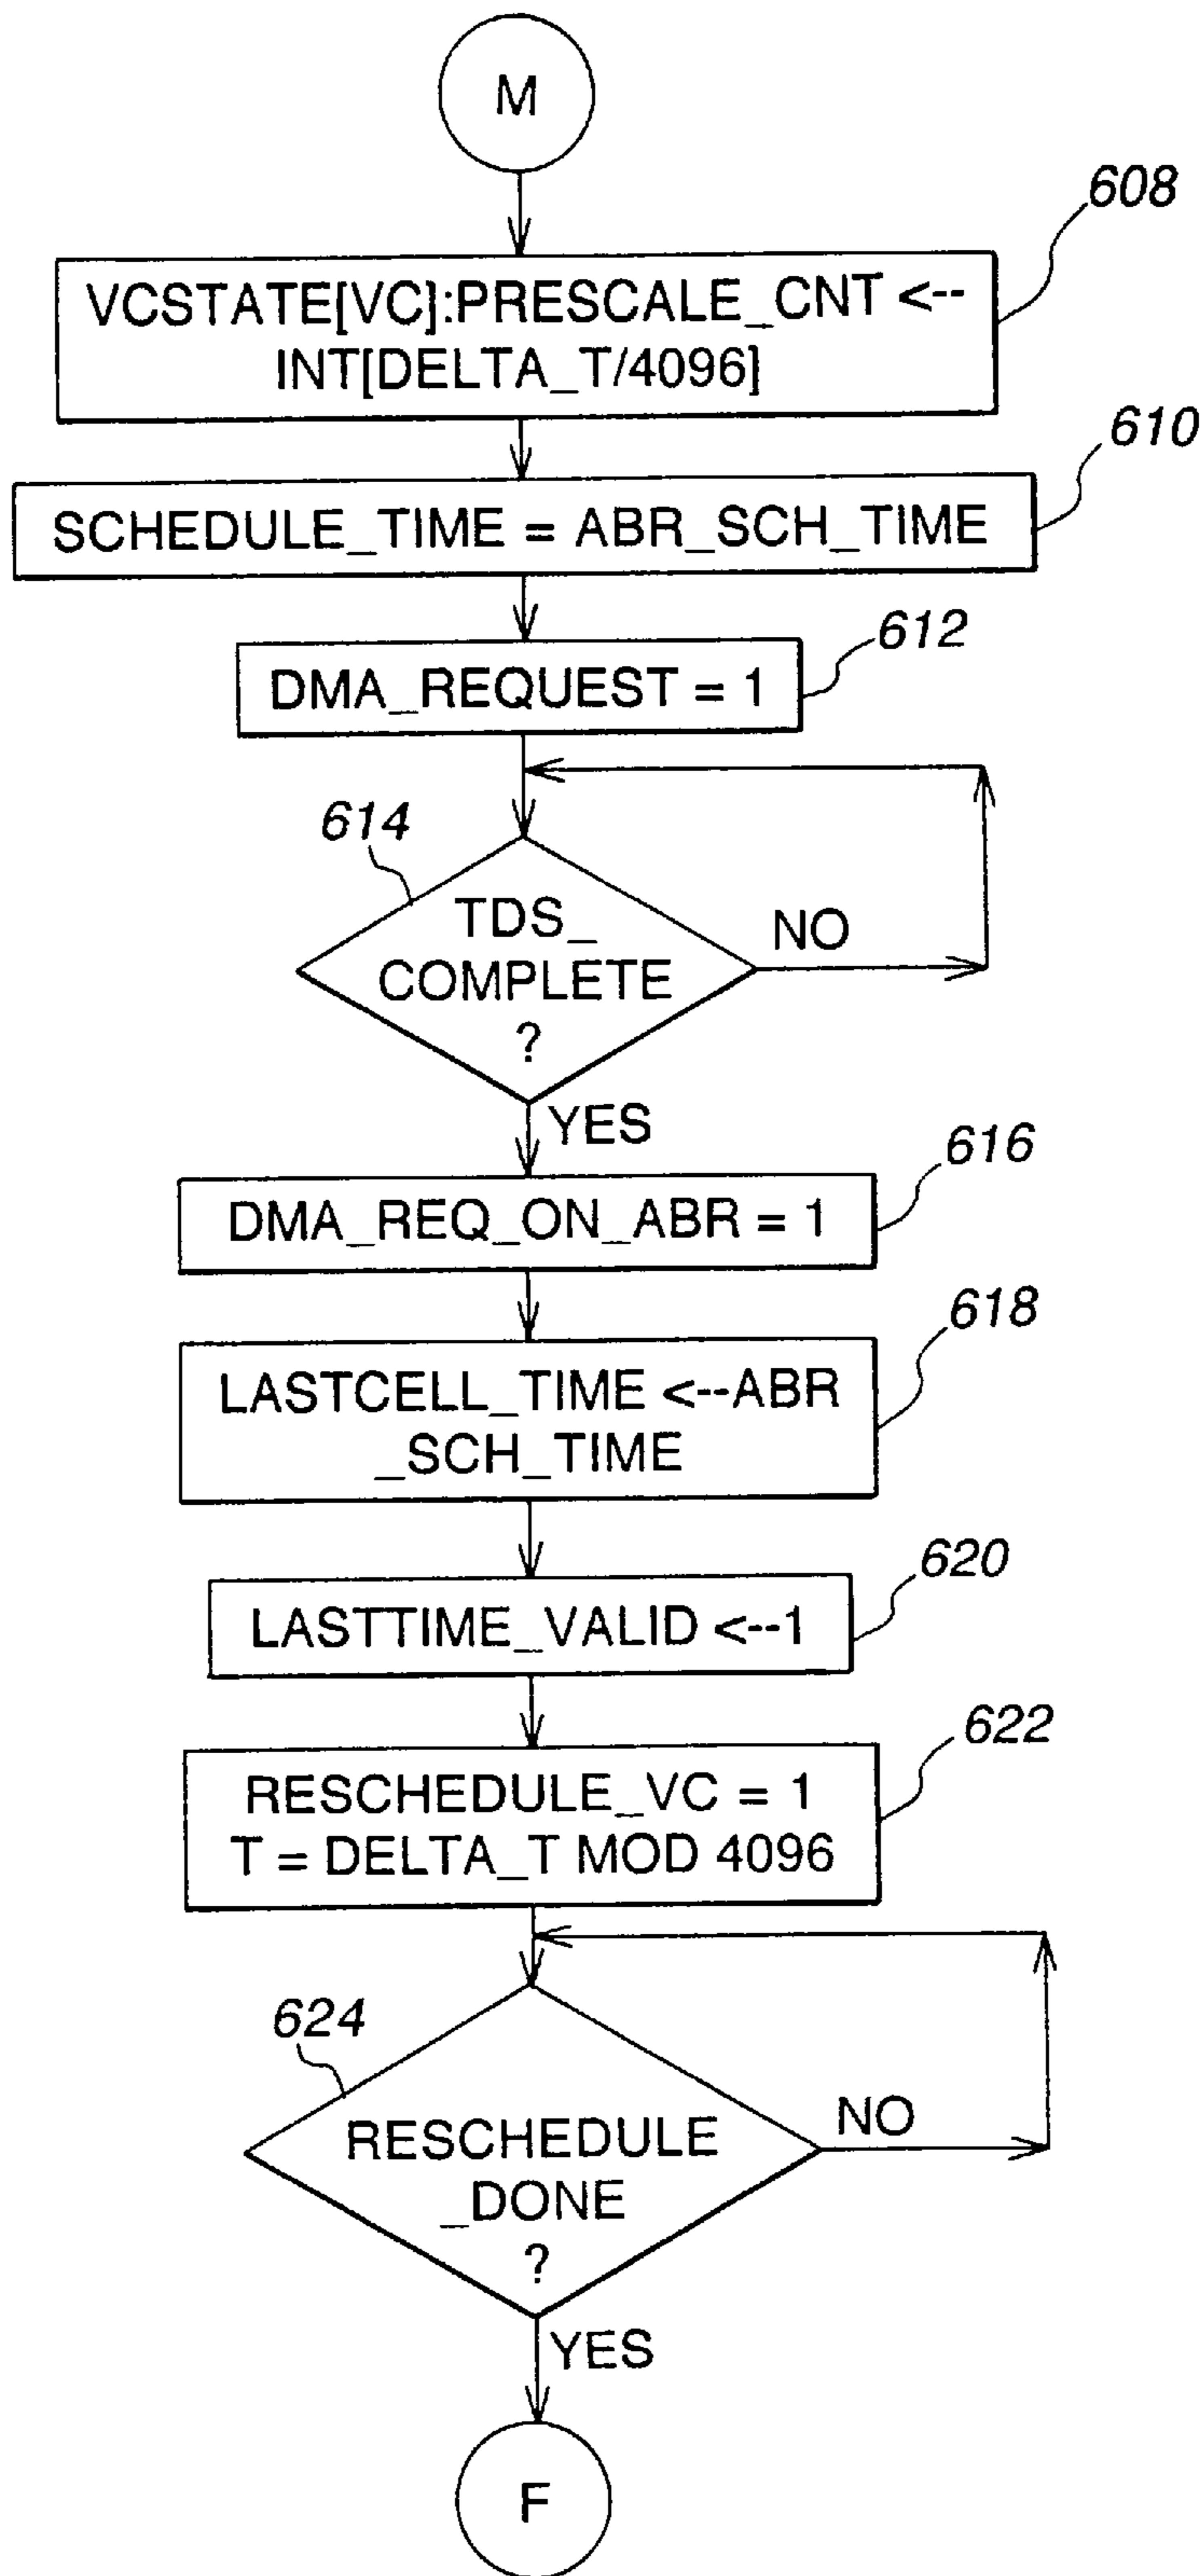 M
608
VCSTATE[VC]:PRESCALE_CNT <--
INT[DELTA_T/4096]
610
SCHEDULE_TIME = ABR_SCH_TIME
612
DMA_REQUEST = 1
614
TDS_
COMPLETE
?
NO
YES
616
DMA_REQ_ON_ABR = 1
618
LASTCELL_TIME <--ABR
_SCH_TIME
620
LASTTIME_VALID <--1
622
RESCHEDULE_VC = 1
T = DELTA_T MOD 4096
624
RESCHEDULE
_DONE
?
NO
YES
F